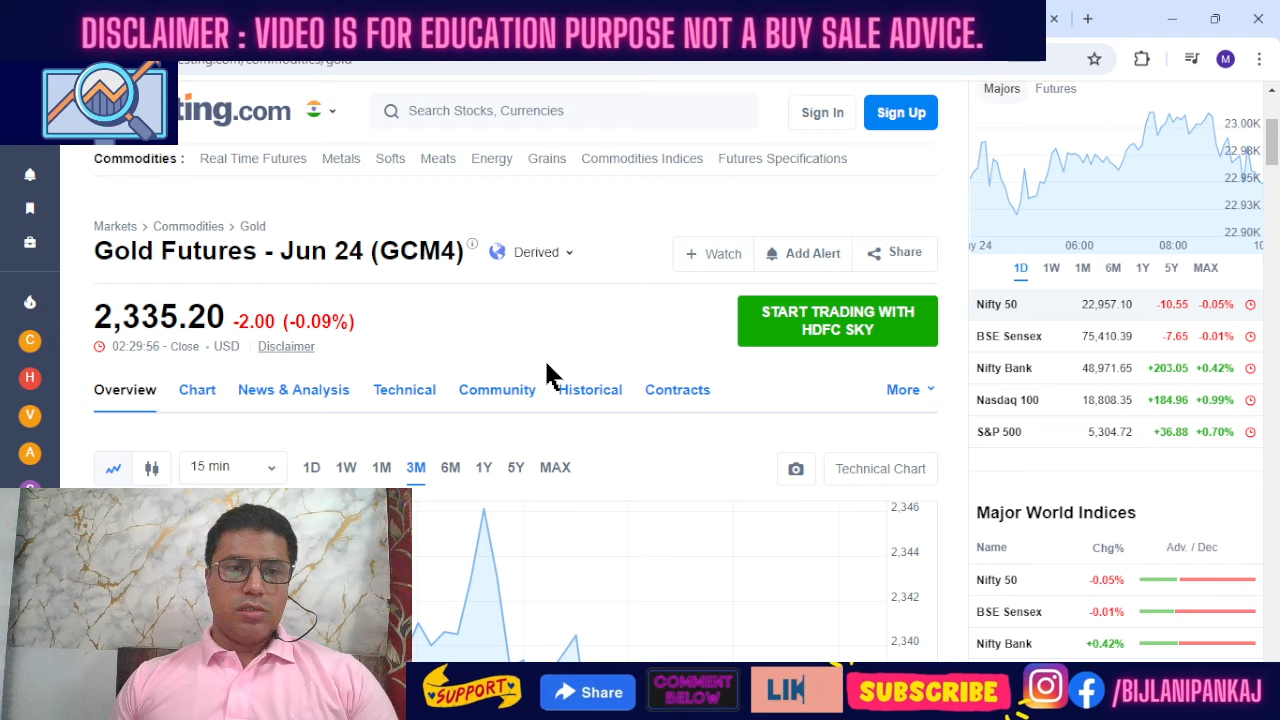 DISCLAIMER : VIDEO IS FOR EDUCATION PURPOSE NOT A BUY SALE ADVICE.
M
ting.com
Search Stocks, Currencies
Sign In
Sign Up
Commodities :
Real Time Futures
Metals
Softs
Meats
Energy
Grains
Commodities Indices
Futures Specifications
Markets > Commodities > Gold
Gold Futures - Jun 24 (GCM4)
Derived
+ Watch
Add Alert
Share
2,335.20 -2.00 (-0.09%)
02:29:56 - Close • USD
Disclaimer
START TRADING WITH
HDFC SKY
Overview
Chart
News & Analysis
Technical
Community
Historical
Contracts
More
15 min
1D
1W
1M
3M
6M
1Y
5Y
MAX
Technical Chart
2,346
2,344
2,342
2,340
C
H
V
A
Majors
Futures
23.00K
22.98K
22.95K
22.93K
22.90K
y 24
06:00
08:00
1D
1W
1M
6M
1Y
5Y
MAX
Nifty 50 22,957.10 -10.55 -0.05%
BSE Sensex 75,410.39 -7.65 -0.01%
Nifty Bank 48,971.65 +203.05 +0.42%
Nasdaq 100 18,808.35 +184.96 +0.99%
S&P 500 5,304.72 +36.88 +0.70%
Major World Indices
Name Chg% Adv. / Dec
Nifty 50 -0.05%
BSE Sensex -0.01%
Nifty Bank +0.42%
SUPPORT
Share
COMMENT
BELOW
LIK
SUBSCRIBE
/BIJLANIPANKAJ